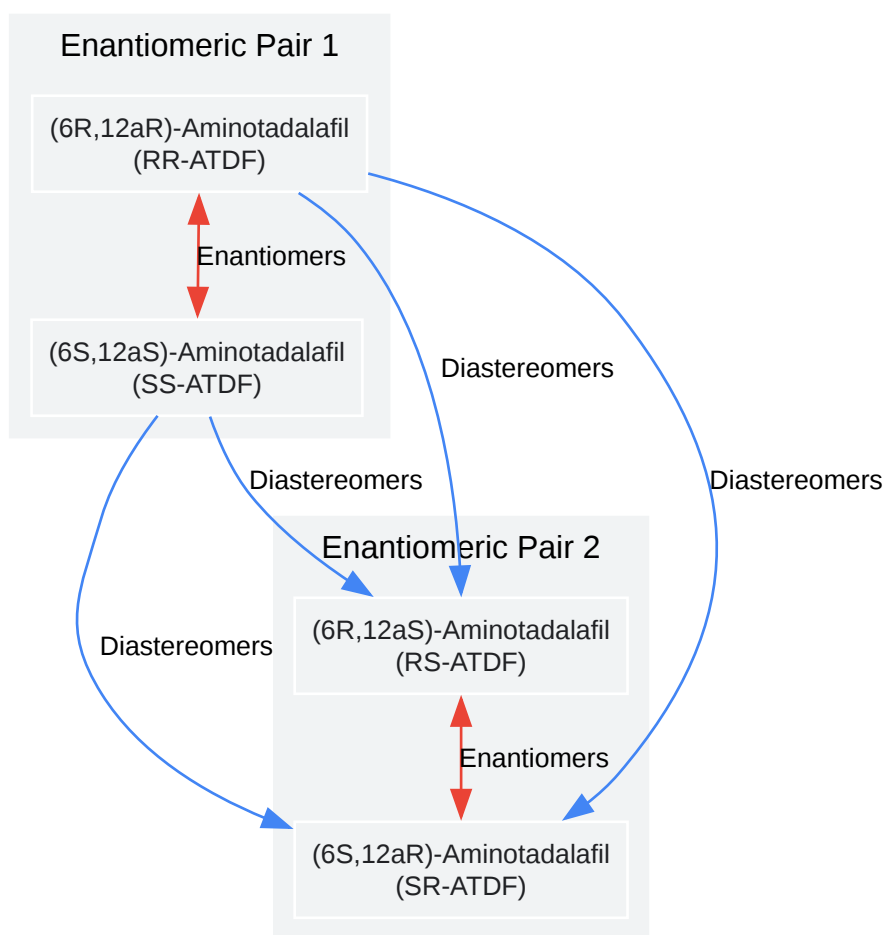 Enantiomeric Pair 1
(6R,12aR)-Aminotadalafil
(RR-ATDF)
Enantiomers
(6S,12aS)-Aminotadalafil
(SS-ATDF)
Diastereomers
Diastereomers
Diastereomers
Enantiomeric Pair 2
(6R,12aS)-Aminotadalafil
(RS-ATDF)
Diastereomers
Enantiomers
(6S,12aR)-Aminotadalafil
(SR-ATDF)